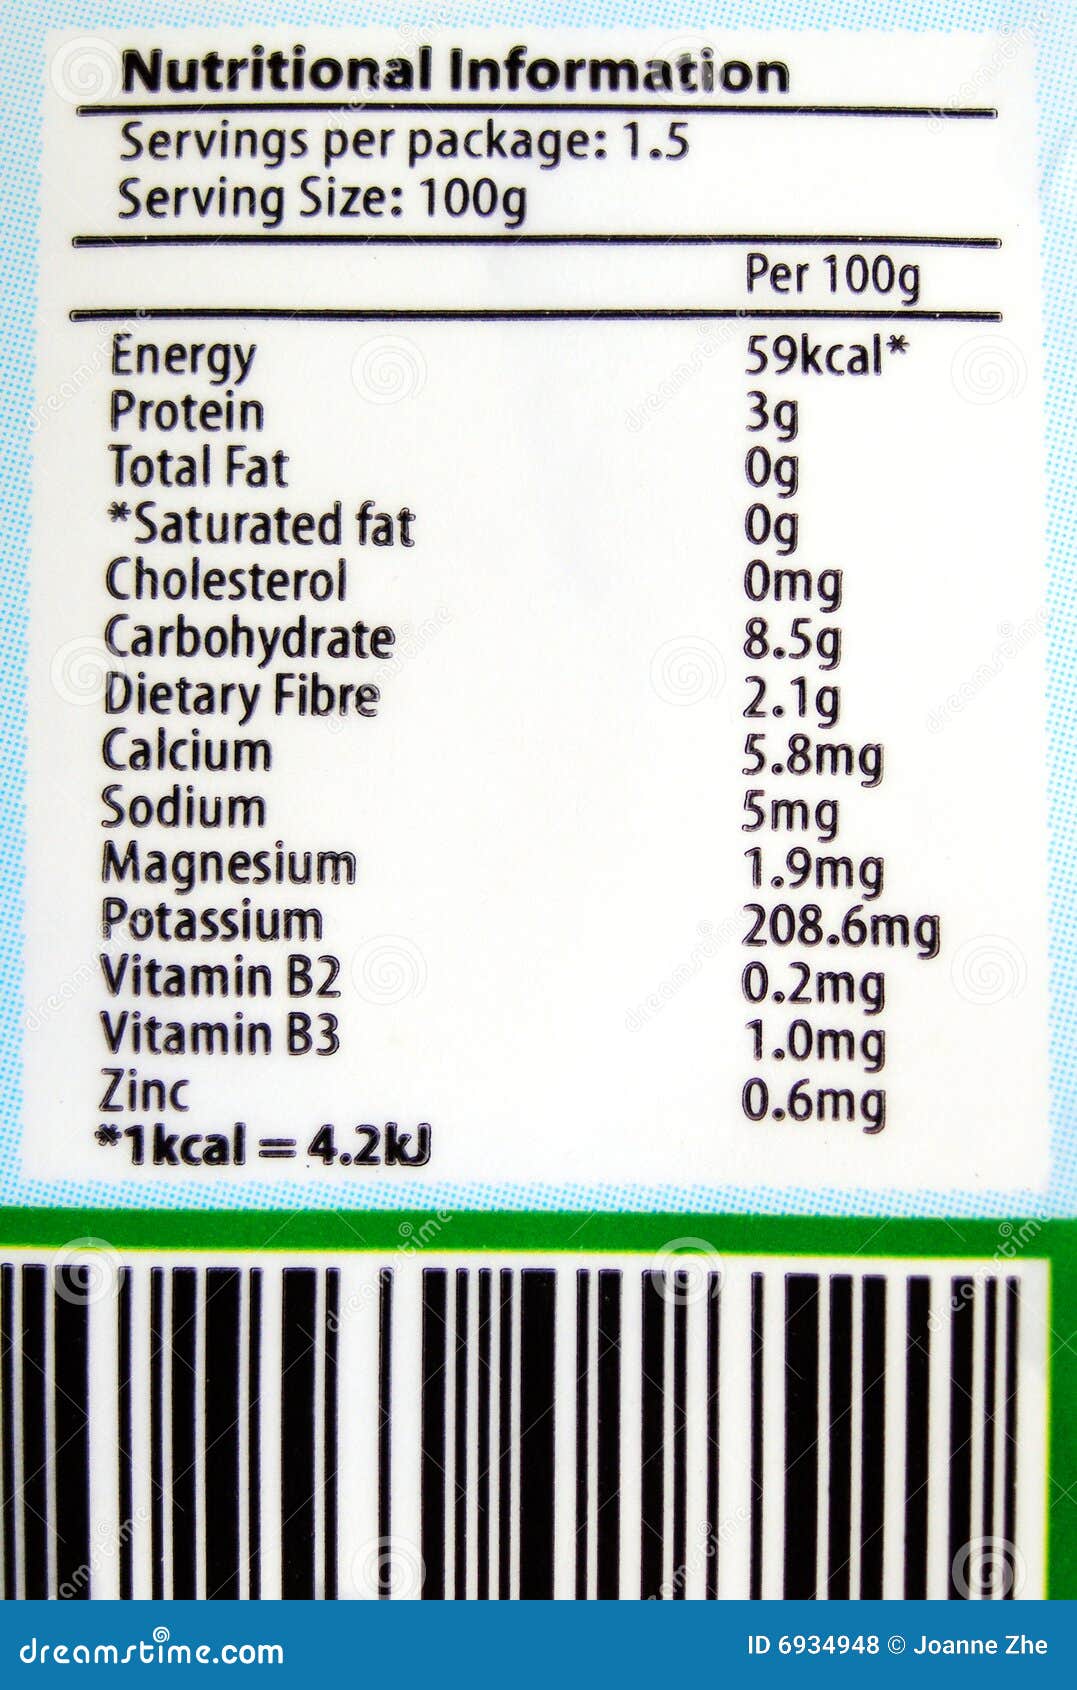 Nutritional Information
Servings per package: 1.5
Serving Size: 100g
Per 100g
Energy 59kcal*
Protein 3g
Total Fat 0g
*Saturated fat 0g
Cholesterol 0mg
Carbohydrate 8.5g
Dietary Fibre 2.1g
Calcium 5.8mg
Sodium 5mg
Magnesium 1.9mg
Potassium 208.6mg
Vitamin B2 0.2mg
Vitamin B3 1.0mg
Zinc 0.6mg
*1kcal = 4.2kJ
dreamstime.com
ID 6934948 © Joanne Zhe